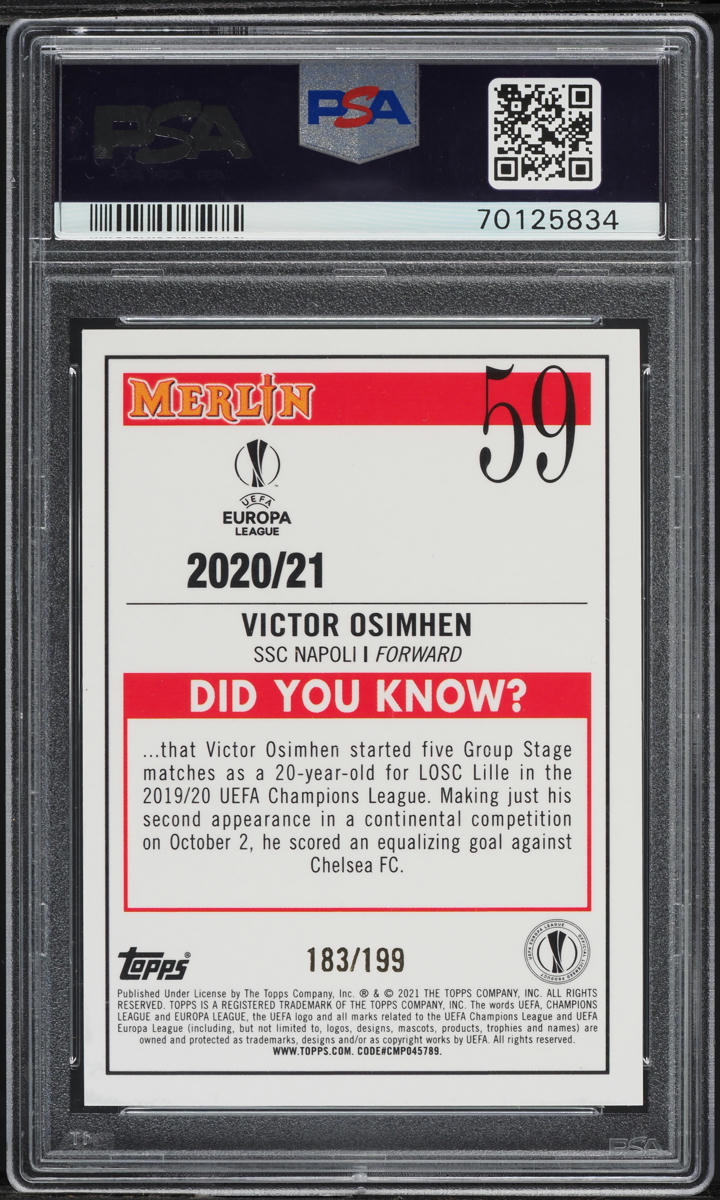 PSA
PSA
70125834
MERLIN
59
UEFA
EUROPA
LEAGUE
2020/21
VICTOR OSIMHEN
SSC NAPOLI | FORWARD
DID YOU KNOW?
...that Victor Osimhen started five Group Stage
matches as a 20-year-old for LOSC Lille in the
2019/20 UEFA Champions League. Making just his
second appearance in a continental competition
on October 2, he scored an equalizing goal against
Chelsea FC.
Topps®
183/199
Published Under License by The Topps Company, Inc. ® & © 2021 THE TOPPS COMPANY, INC. ALL RIGHTS
RESERVED. TOPPS IS A REGISTERED TRADEMARK OF THE TOPPS COMPANY, INC. The words UEFA, CHAMPIONS
LEAGUE and EUROPA LEAGUE, the UEFA logo and all marks related to the UEFA Champions League and UEFA
Europa League (including, but not limited to, logos, designs, mascots, products, trophies and names) are
owned and protected as trademarks, designs and/or as copyright works by UEFA. All rights reserved.
WWW.TOPPS.COM. CODE#CMP045789.
PSA